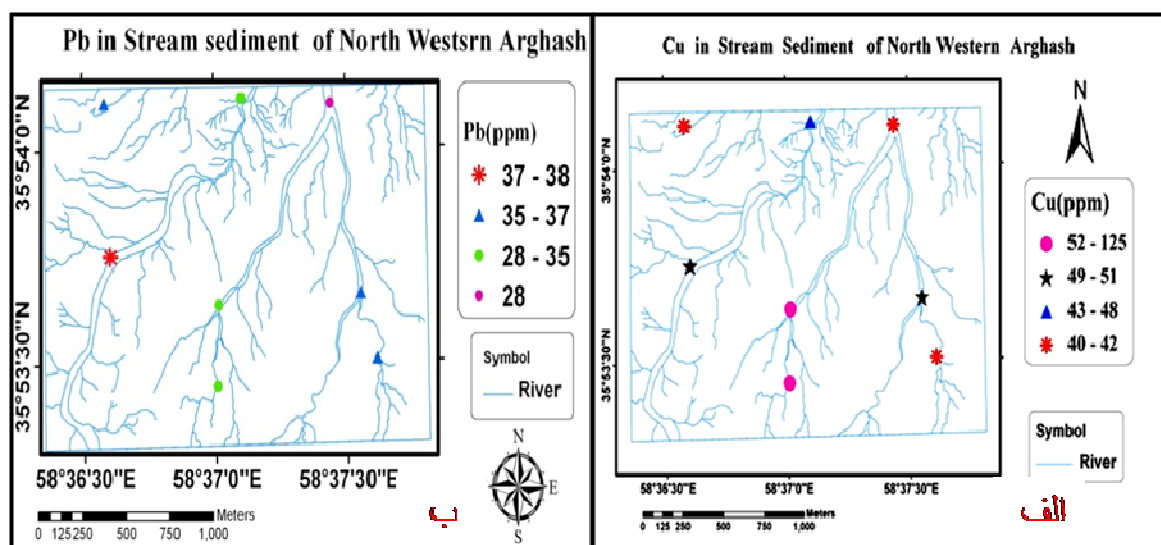 Pb in Stream sediment of North Westsrn Arghash
35°54'0"N
35°53'30"N
58°36'30"E
58°37'0"E
58°37'30"E
Pb(ppm)
37 - 38
35 - 37
28 - 35
28
Symbol
River
N
E
S
0 125 250 500 750 1,000
Meters
ب
Cu in Stream Sediment of North Western Arghash
35°54'0"N
35°53'30"N
58°36'30"E
58°37'0"E
58°37'30"E
N
Cu(ppm)
52 - 125
49 - 51
43 - 48
40 - 42
Symbol
River
0 125 250 500 750 1,000
Meters
الف